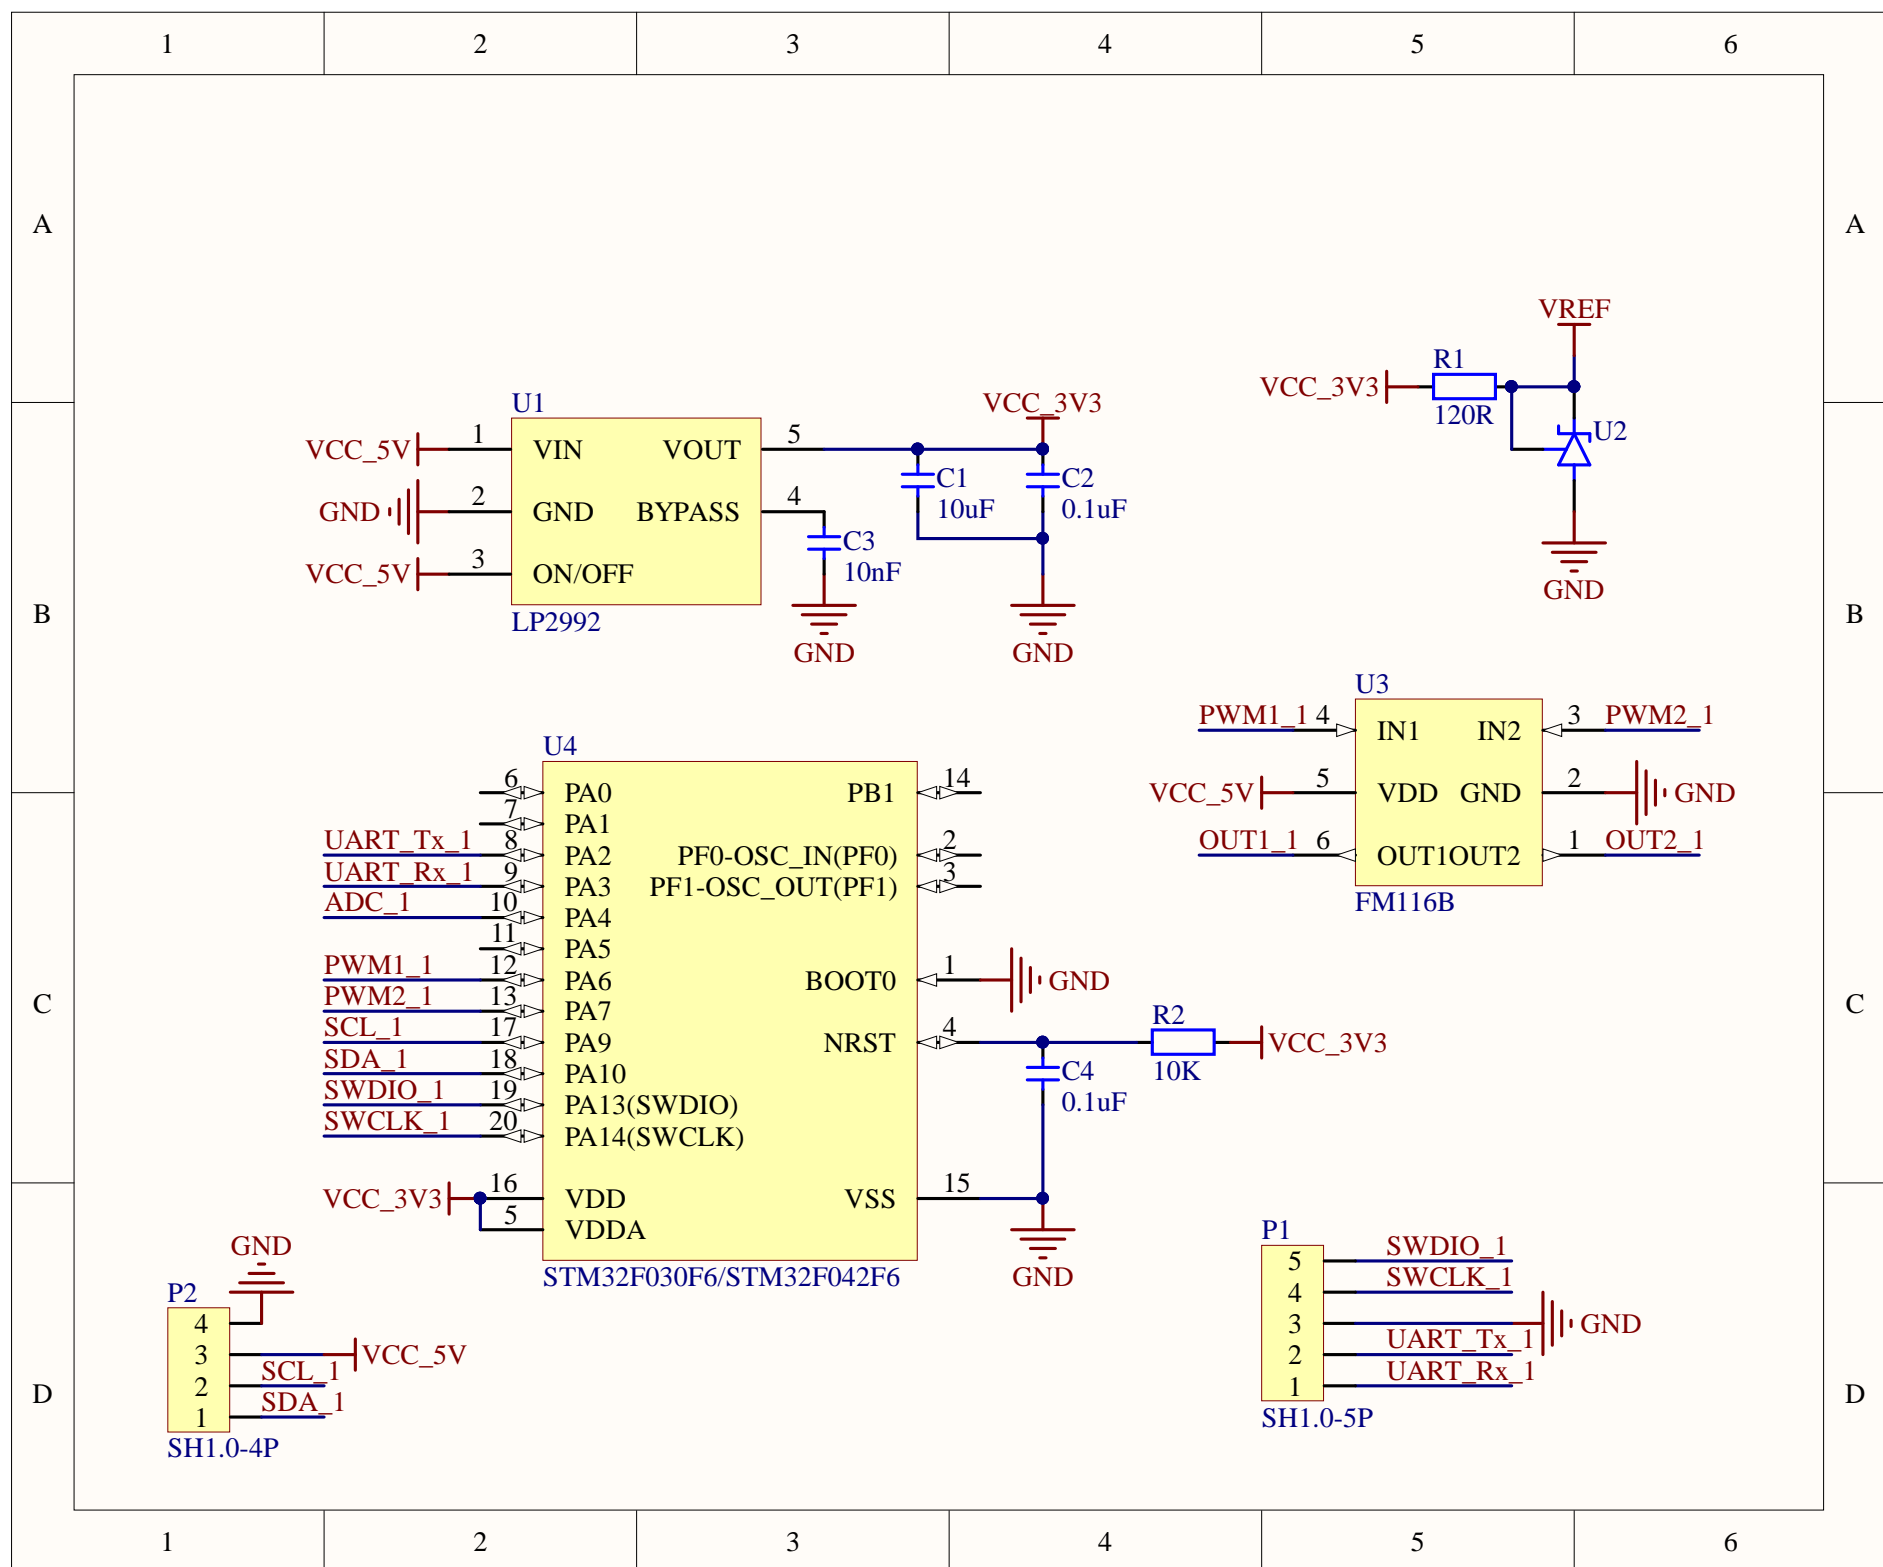 1 2 3 4 5 6
A A
VREF
R1
VCC_3V3
120R
U2
GND
U1
VCC_3V3
VCC_5V 1 VIN VOUT 5
C1 C2
10uF 0.1uF
GND 2 GND BYPASS 4
C3
10nF
VCC_5V 3 ON/OFF
LP2992
GND GND
B B
U3
PWM1_1 4 IN1 IN2 3 PWM2_1
VCC_5V 5 VDD GND 2 GND
OUT1_1 6 OUT1OUT2 1 OUT2_1
FM116B
U4
6 PA0 PB1 14
7 PA1
UART_Tx_1 8 PA2 PF0-OSC_IN(PF0) 2
UART_Rx_1 9 PA3 PF1-OSC_OUT(PF1) 3
ADC_1 10 PA4
11 PA5
PWM1_1 12 PA6 BOOT0 1 GND
PWM2_1 13 PA7
C C
SCL_1 17 PA9 NRST 4
R2
10K
VCC_3V3
SDA_1 18 PA10
C4
0.1uF
SWDIO_1 19 PA13(SWDIO)
SWCLK_1 20 PA14(SWCLK)
VCC_3V3 16 VDD VSS 15
5 VDDA
STM32F030F6/STM32F042F6
GND
GND
P2
4
3 VCC_5V
2 SCL_1
1 SDA_1
SH1.0-4P
P1
5 SWDIO_1
4 SWCLK_1
3 GND
2 UART_Tx_1
1 UART_Rx_1
SH1.0-5P
D D
1 2 3 4 5 6